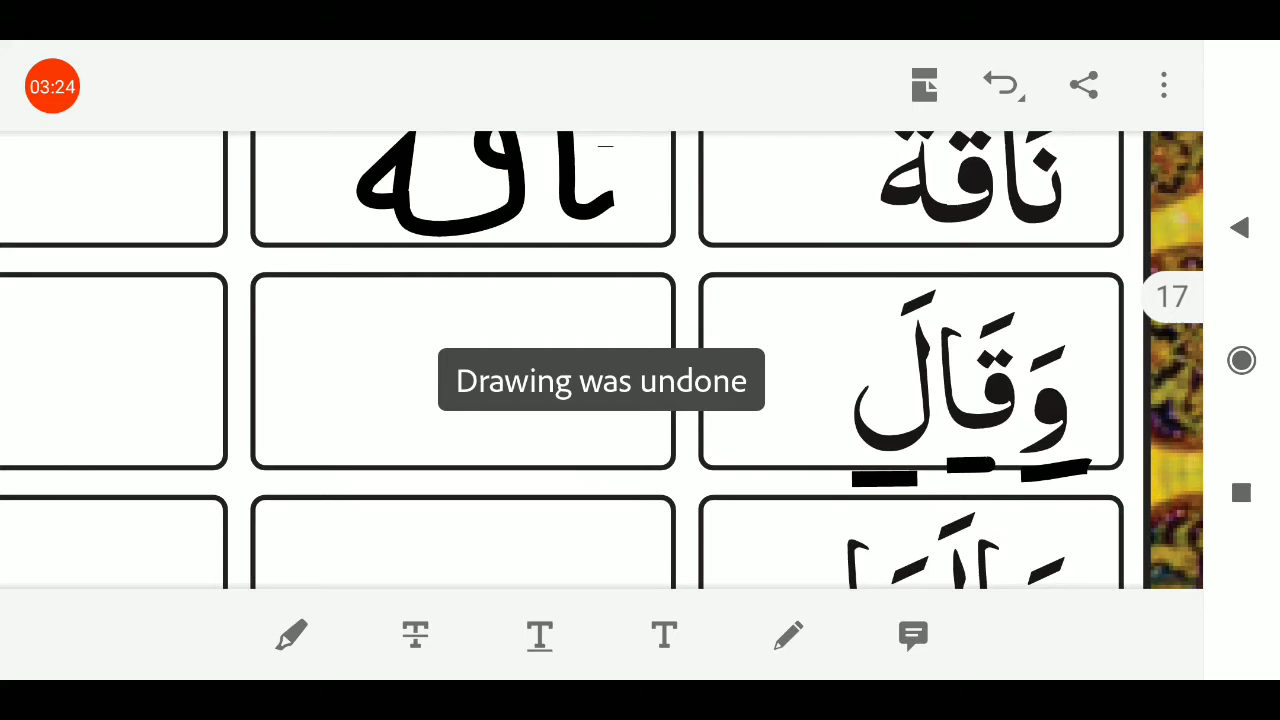 03:24
نَاقَة
17
وَقَالَ
Drawing was undone